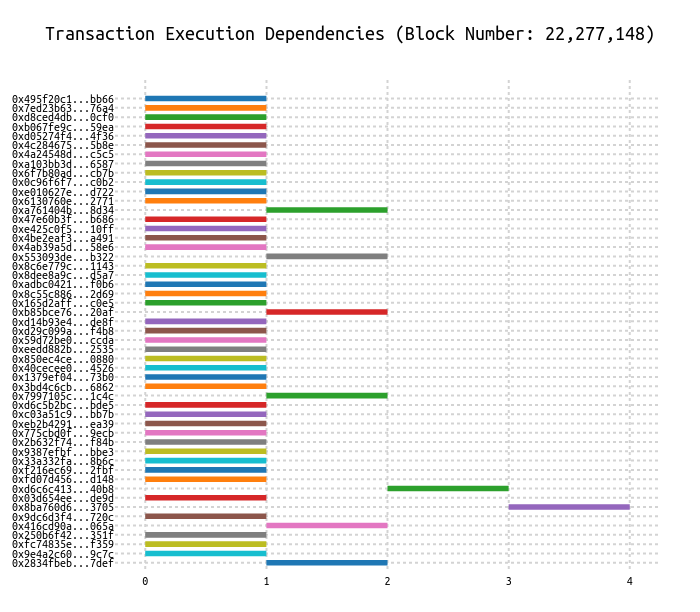 Transaction Execution Dependencies (Block Number: 22,277,148)
0x495f20c1...bb66
0x7ed23b63...76a4
0xd8ced4db...0cf0
0xb067fe9c...59ea
0xd05274f4...4f36
0x4c284675...5b8e
0x4a24548d...c5c5
0xa103bb3d...6587
0x6f7b80ad...cb7b
0x0c96f6f7...c0b2
0xe010627e...d722
0x6130760e...2771
0xa761404b...8d34
0x47e60b3f...b686
0xe425c0f5...10ff
0x4be2eaf3...a491
0x4ab39a5d...58e6
0x553093de...b322
0x8c6e779c...1143
0x8dee8a9c...d5a7
0xadbc0421...f0b6
0x8c55c886...2d69
0x165d2aff...c0e5
0xb85bce76...20af
0xd14b93e4...de8f
0xd29c099a...f4b8
0x59d72be0...ccda
0xeedd882b...2535
0x850ec4ce...0880
0x40cecee0...4526
0x1379ef04...73b0
0x3bd4c6cb...6862
0x7997105c...1c4c
0xd6c5b2bc...bde5
0xc03a51c9...bb7b
0xeb2b4291...ea39
0x775cbd0f...9ecb
0x2b632f74...f84b
0x9387efbf...bbe3
0x33a332fa...8b6c
0xf216ec69...2fbf
0xfd07d456...d148
0xd6c6c413...40b8
0x03d654ee...de9d
0x8ba760d6...3705
0x9dc6d3f4...720c
0x416cd90a...065a
0x250b6f42...351f
0xfc74835e...f359
0x9e4a2c60...9c7c
0x2834fbeb...7def
0 1 2 3 4